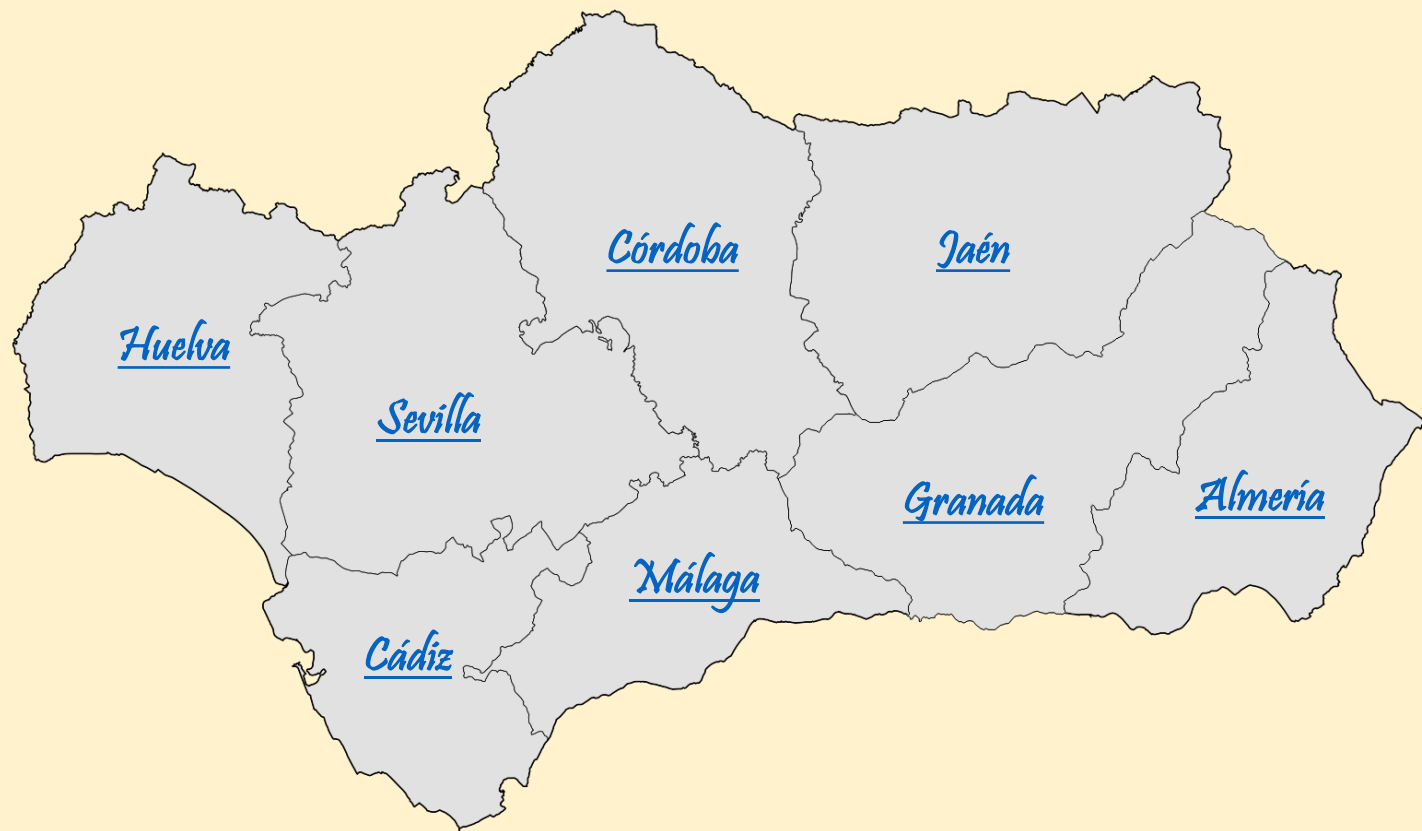 Córdoba
Jaén
Huelva
Sevilla
Granada
Almería
Málaga
Cádiz